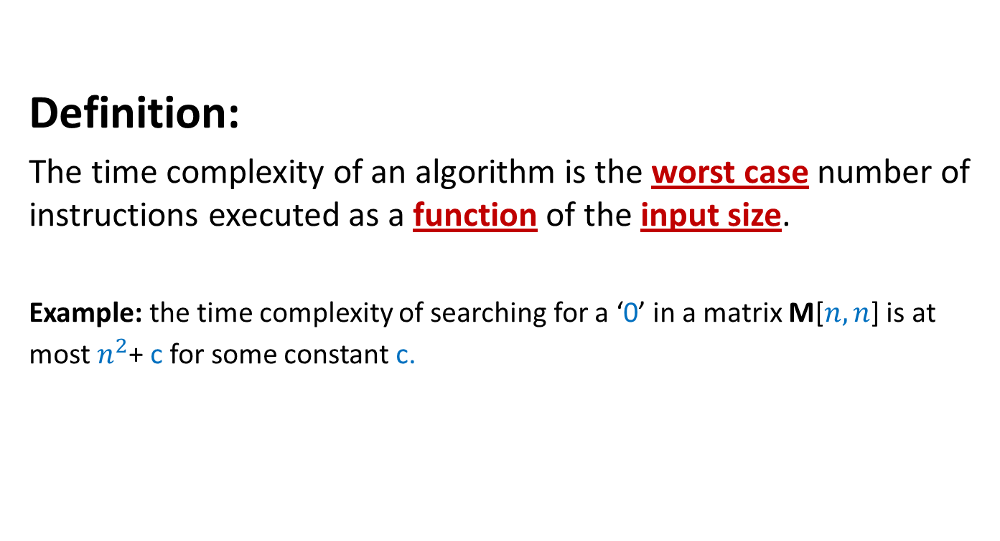 Definition:
The time complexity of an algorithm is the worst case number of
instructions executed as a function of the input size.
Example: the time complexity of searching for a ‘0’ in a matrix M[n, n] is at
most n²+ c for some constant c.